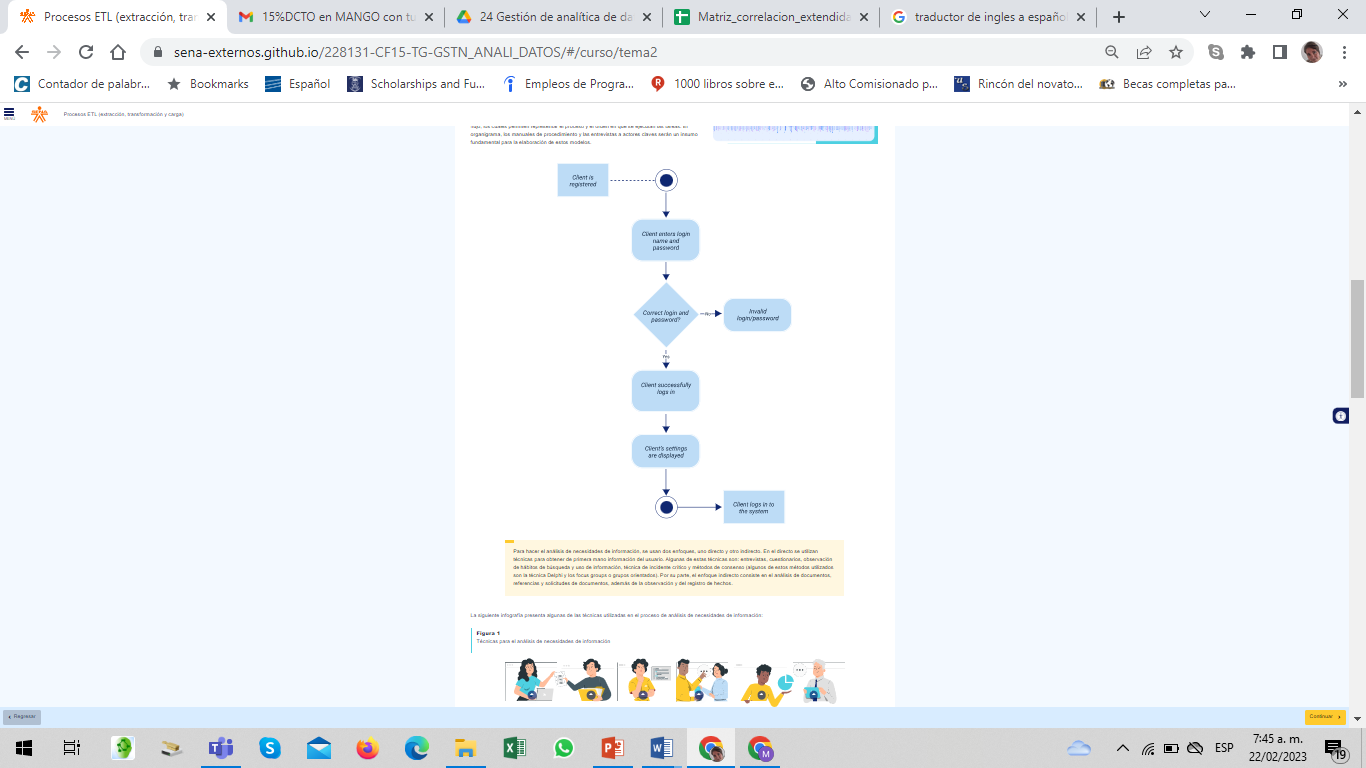 Procesos ETL (extracción, tra
15%DCTO en MANGO con tu
24 Gestión de analítica de da
Matriz_correlacion_extendida
traductor de ingles a español
sena-externos.github.io/228131-CF15-TG-GSTN_ANALI_DATOS/#/curso/tema2
Contador de palabr...
Bookmarks
Español
Scholarships and Fu...
Empleos de Progra...
1000 libros sobre e...
Alto Comisionado p...
Rincón del novato...
Becas completas pa...
»
MENÚ
Procesos ETL (extracción, transformación y carga)
organigrama, los manuales de procedimiento y las entrevistas a actores claves serán un insumo
fundamental para la elaboración de estos modelos.
Client is
registered
Client enters login
name and
password
Correct login and
password?
No
Invalid
login/password
Yes
Client successfully
logs in
Client's settings
are displayed
Client logs in to
the system
Para hacer el análisis de necesidades de información, se usan dos enfoques, uno directo y otro indirecto. En el directo se utilizan
técnicas para obtener de primera mano información del usuario. Algunas de estas técnicas son: entrevistas, cuestionarios, observación
de hábitos de búsqueda y uso de información, técnica de incidente crítico y métodos de consenso (algunos de estos métodos utilizados
son la técnica Delphi y los focus groups o grupos orientados). Por su parte, el enfoque indirecto consiste en el análisis de documentos,
referencias y solicitudes de documentos, además de la observación y del registro de hechos.
La siguiente infografía presenta algunas de las técnicas utilizadas en el proceso de análisis de necesidades de información:
Figura 1
Técnicas para el análisis de necesidades de información
Regresar
Continuar
ESP
7:45 a. m.
22/02/2023
19